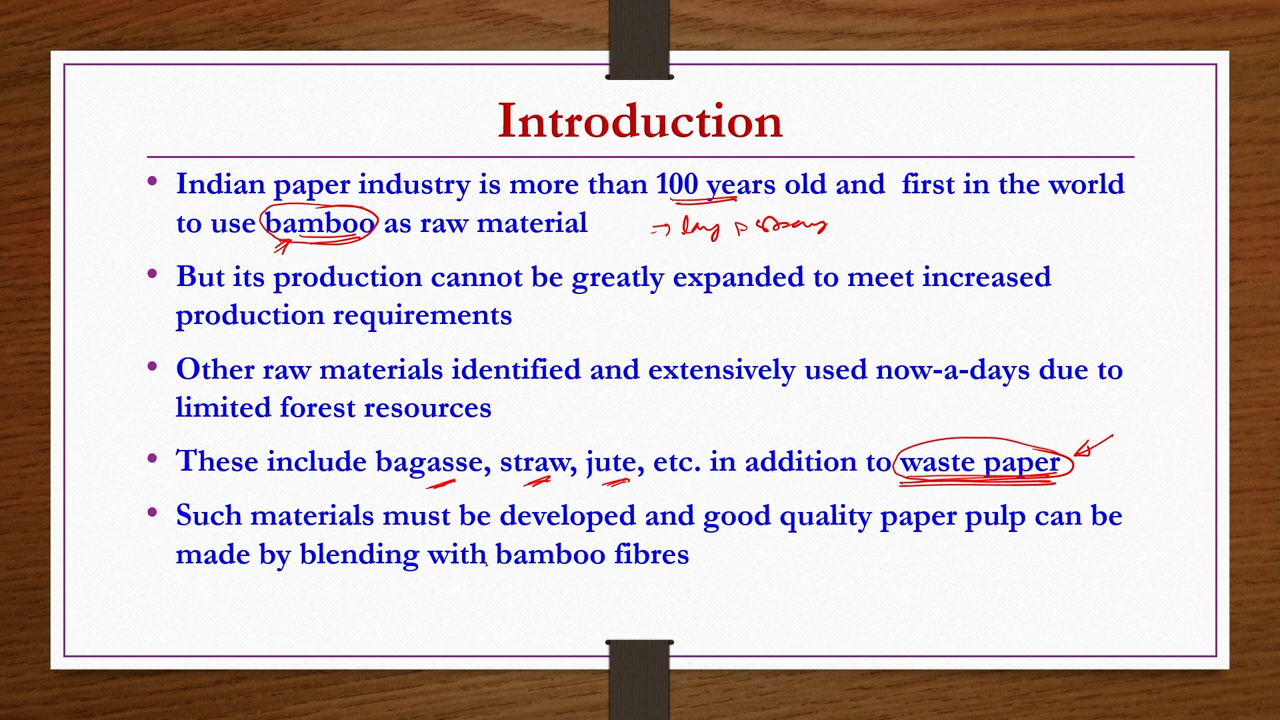 Introduction
• Indian paper industry is more than 100 years old and first in the world
to use bamboo as raw material
• But its production cannot be greatly expanded to meet increased
production requirements
• Other raw materials identified and extensively used now-a-days due to
limited forest resources
• These include bagasse, straw, jute, etc. in addition to waste paper
• Such materials must be developed and good quality paper pulp can be
made by blending with bamboo fibres